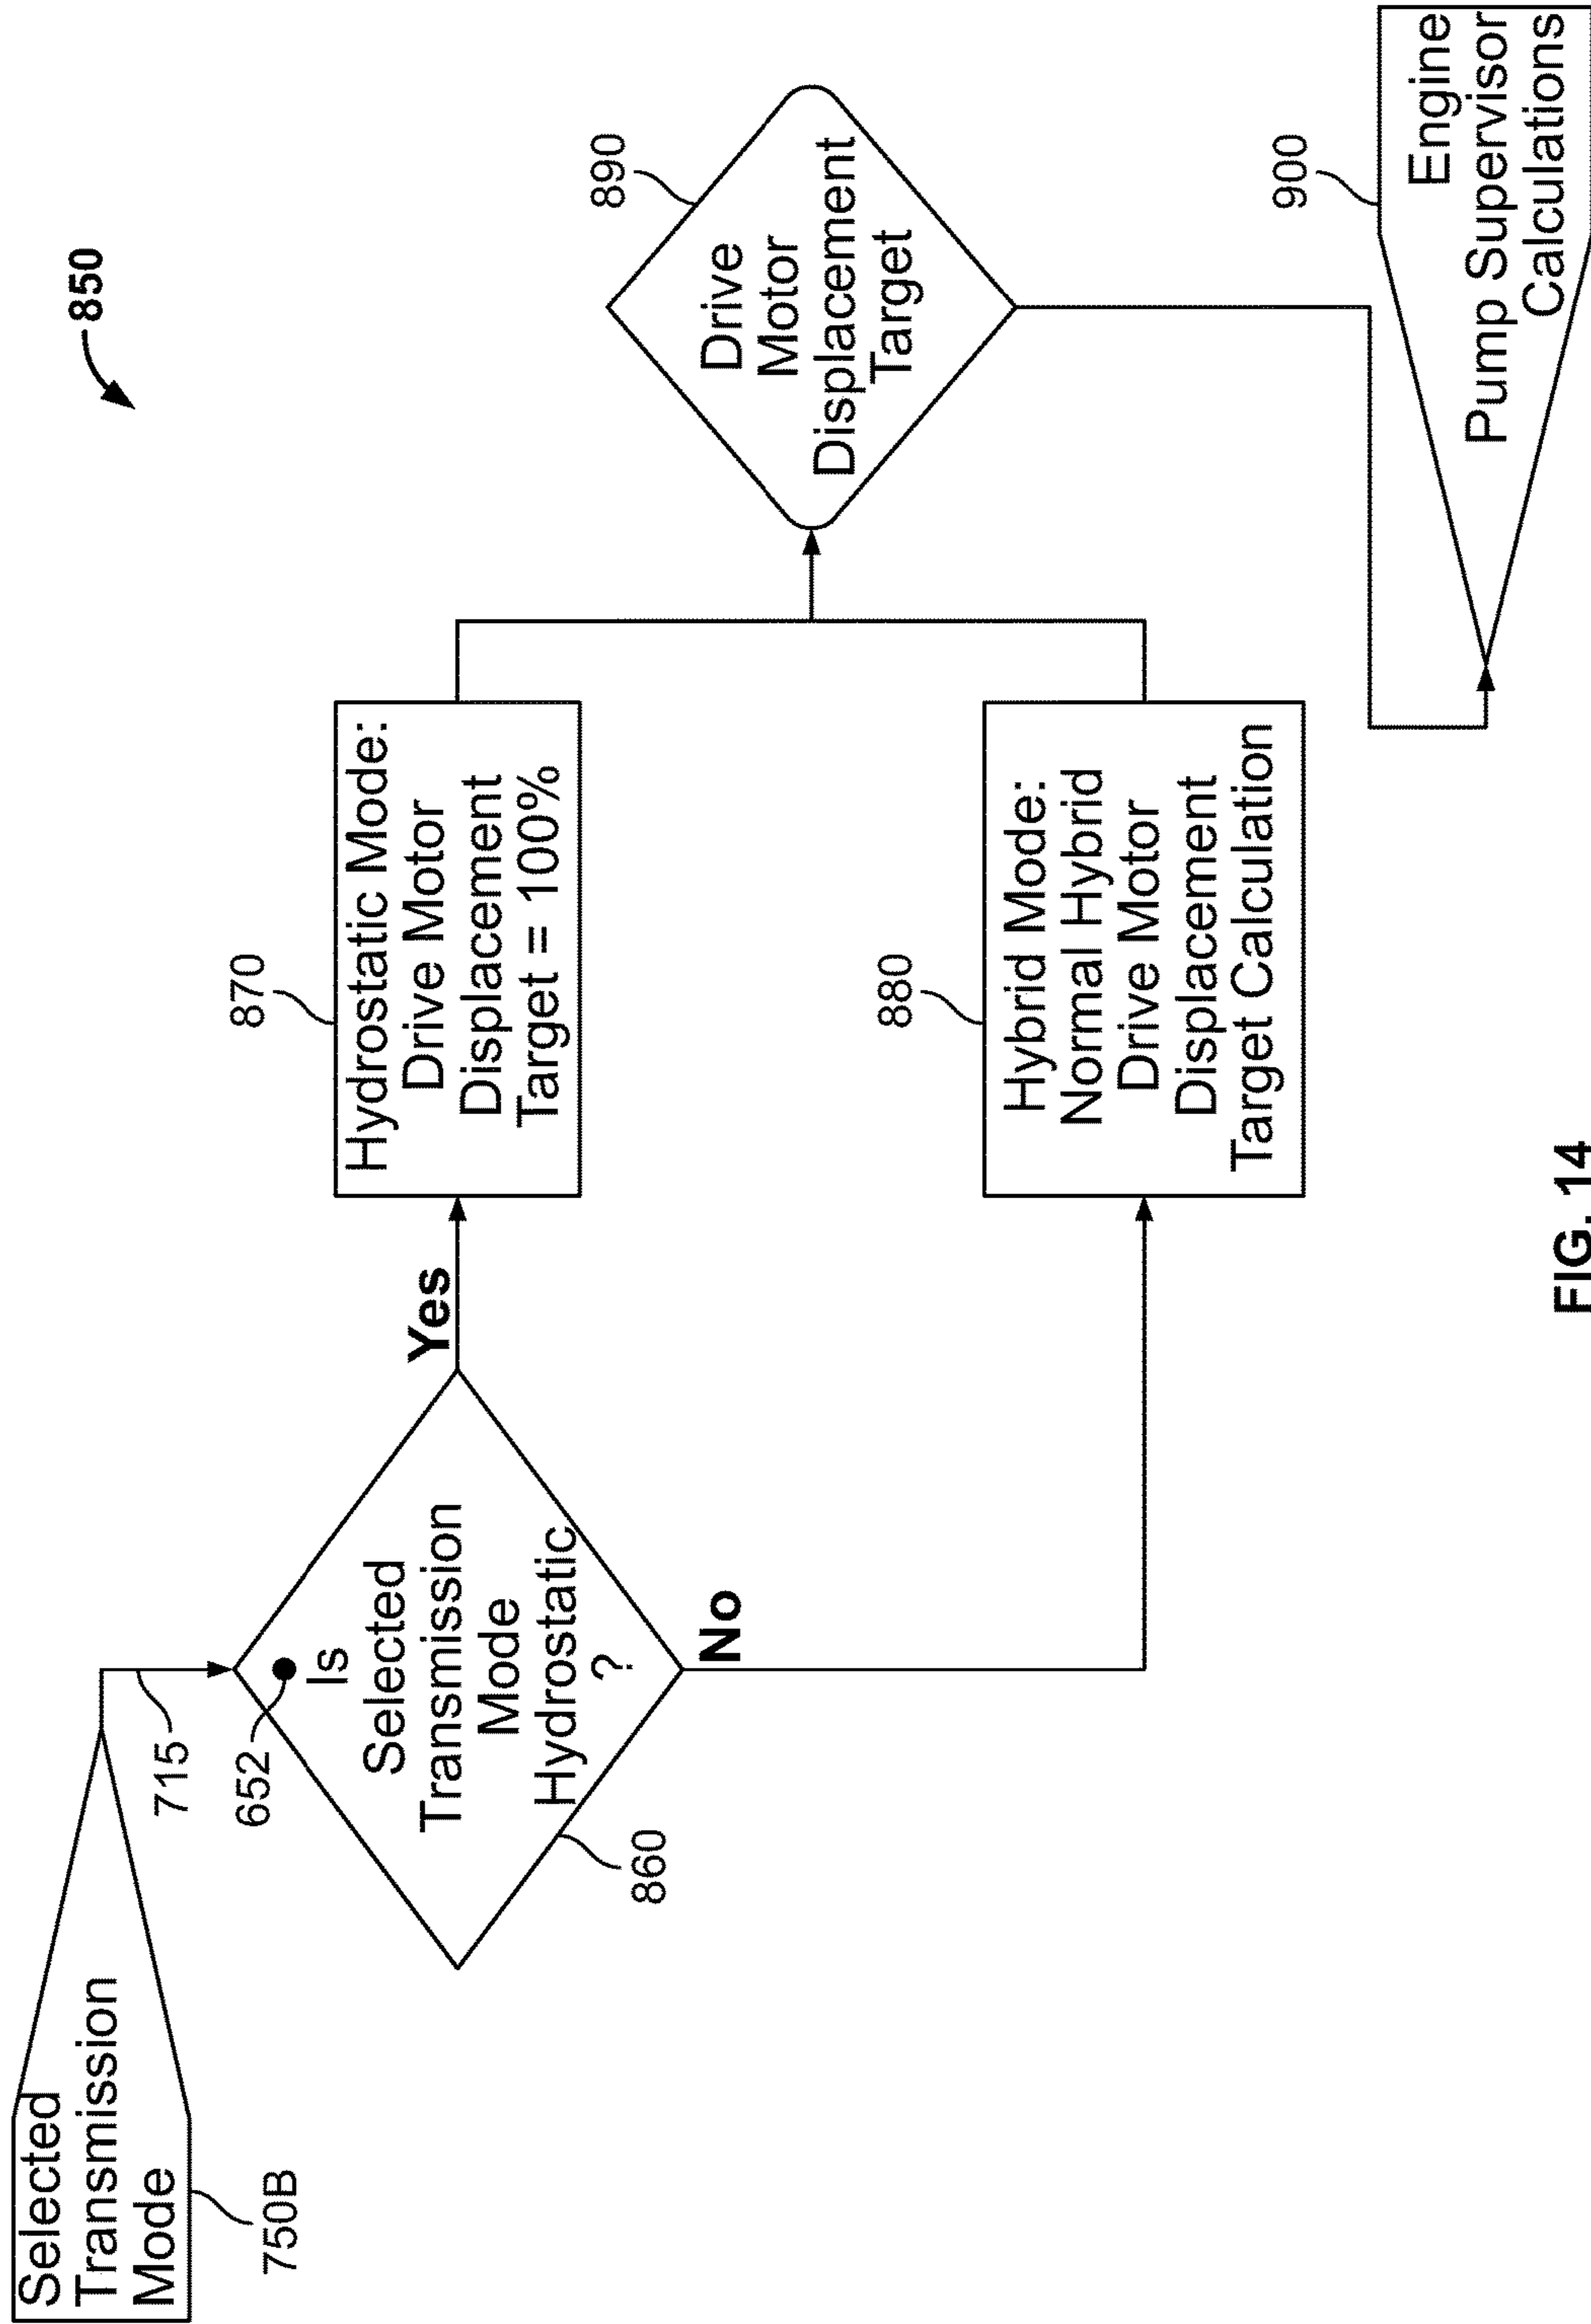 850
Selected
Transmission
Mode
750B
715
652
Is
Selected
Transmission
Mode
Hydrostatic
?
860
Yes
No
870
Hydrostatic Mode:
Drive Motor
Displacement
Target = 100%
880
Hybrid Mode:
Normal Hybrid
Drive Motor
Displacement
Target Calculation
890
Drive
Motor
Displacement
Target
900
Engine
Pump Supervisor
Calculations
FIG. 14